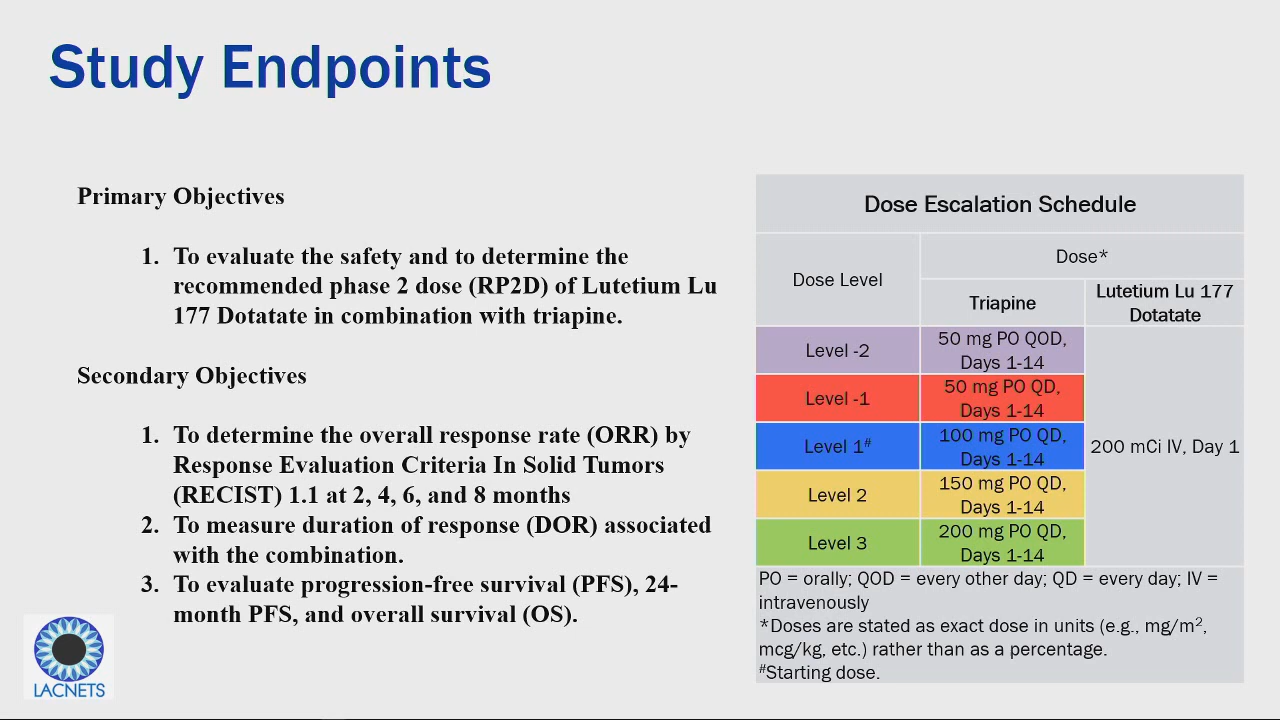 Study Endpoints
Primary Objectives
1. To evaluate the safety and to determine the
recommended phase 2 dose (RP2D) of Lutetium Lu
177 Dotatate in combination with triapine.
Secondary Objectives
1. To determine the overall response rate (ORR) by
Response Evaluation Criteria In Solid Tumors
(RECIST) 1.1 at 2, 4, 6, and 8 months
2. To measure duration of response (DOR) associated
with the combination.
3. To evaluate progression-free survival (PFS), 24-
month PFS, and overall survival (OS).
LACNETS
Dose Escalation Schedule
Dose Level
Dose*
Triapine
Lutetium Lu 177
Dotatate
Level -2
50 mg PO QOD,
Days 1-14
Level -1
50 mg PO QD,
Days 1-14
Level 1#
100 mg PO QD,
Days 1-14
200 mCi IV, Day 1
Level 2
150 mg PO QD,
Days 1-14
Level 3
200 mg PO QD,
Days 1-14
PO = orally; QOD = every other day; QD = every day; IV =
intravenously
*Doses are stated as exact dose in units (e.g., mg/m²,
mcg/kg, etc.) rather than as a percentage.
#Starting dose.